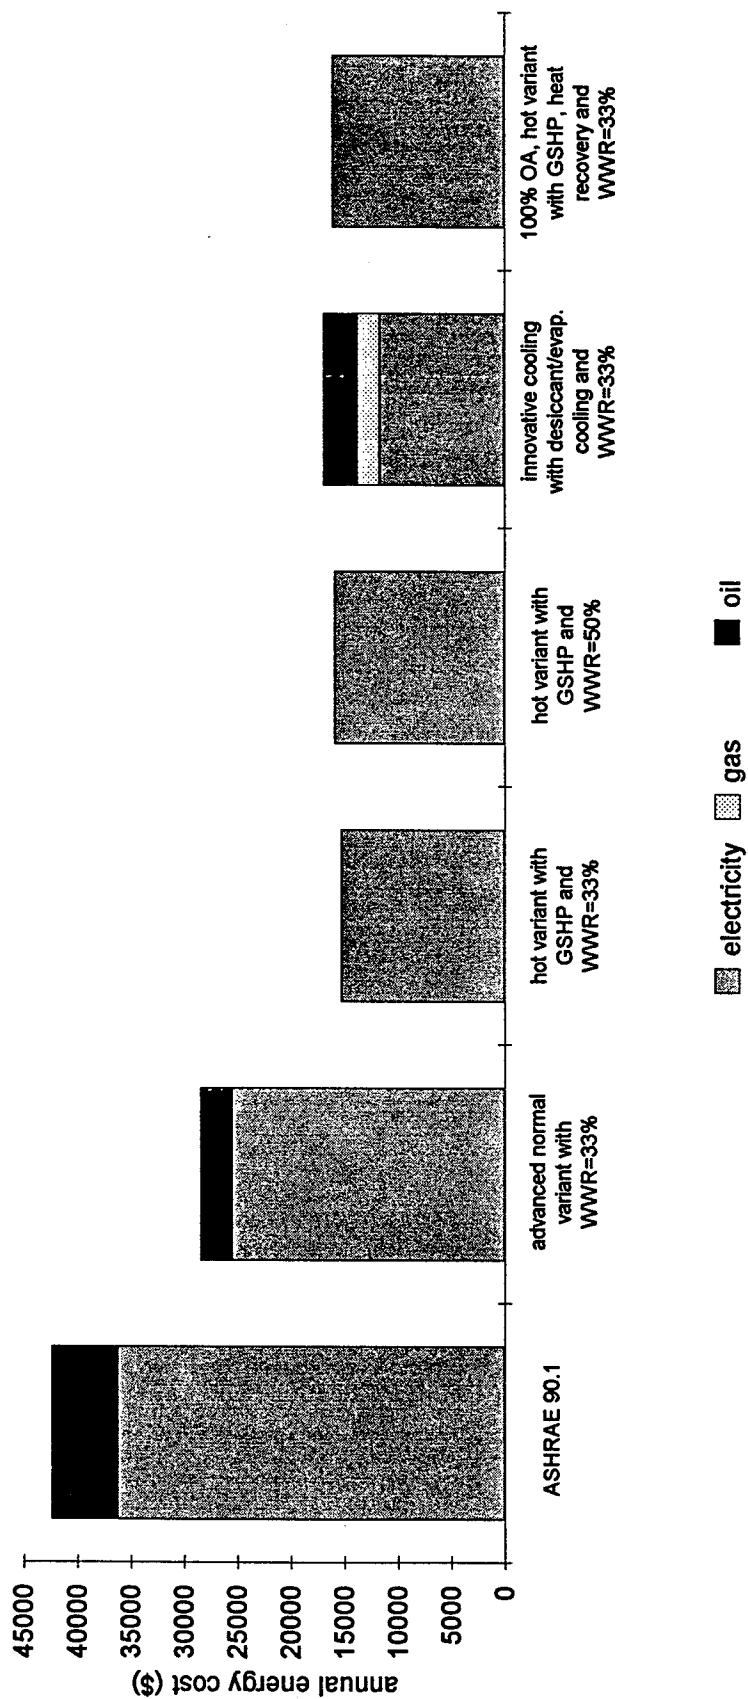 annual energy cost ($)
45000
40000
35000
30000
25000
20000
15000
10000
5000
0
ASHRAE 90.1
advanced normal
variant with
WWR=33%
hot variant with
GSHP and
WWR=33%
hot variant with
GSHP and
WWR=50%
innovative cooling
with desiccant/evap.
cooling and
WWR=33%
100% OA, hot variant
with GSHP, heat
recovery and
WWR=33%
electricity
gas
oil